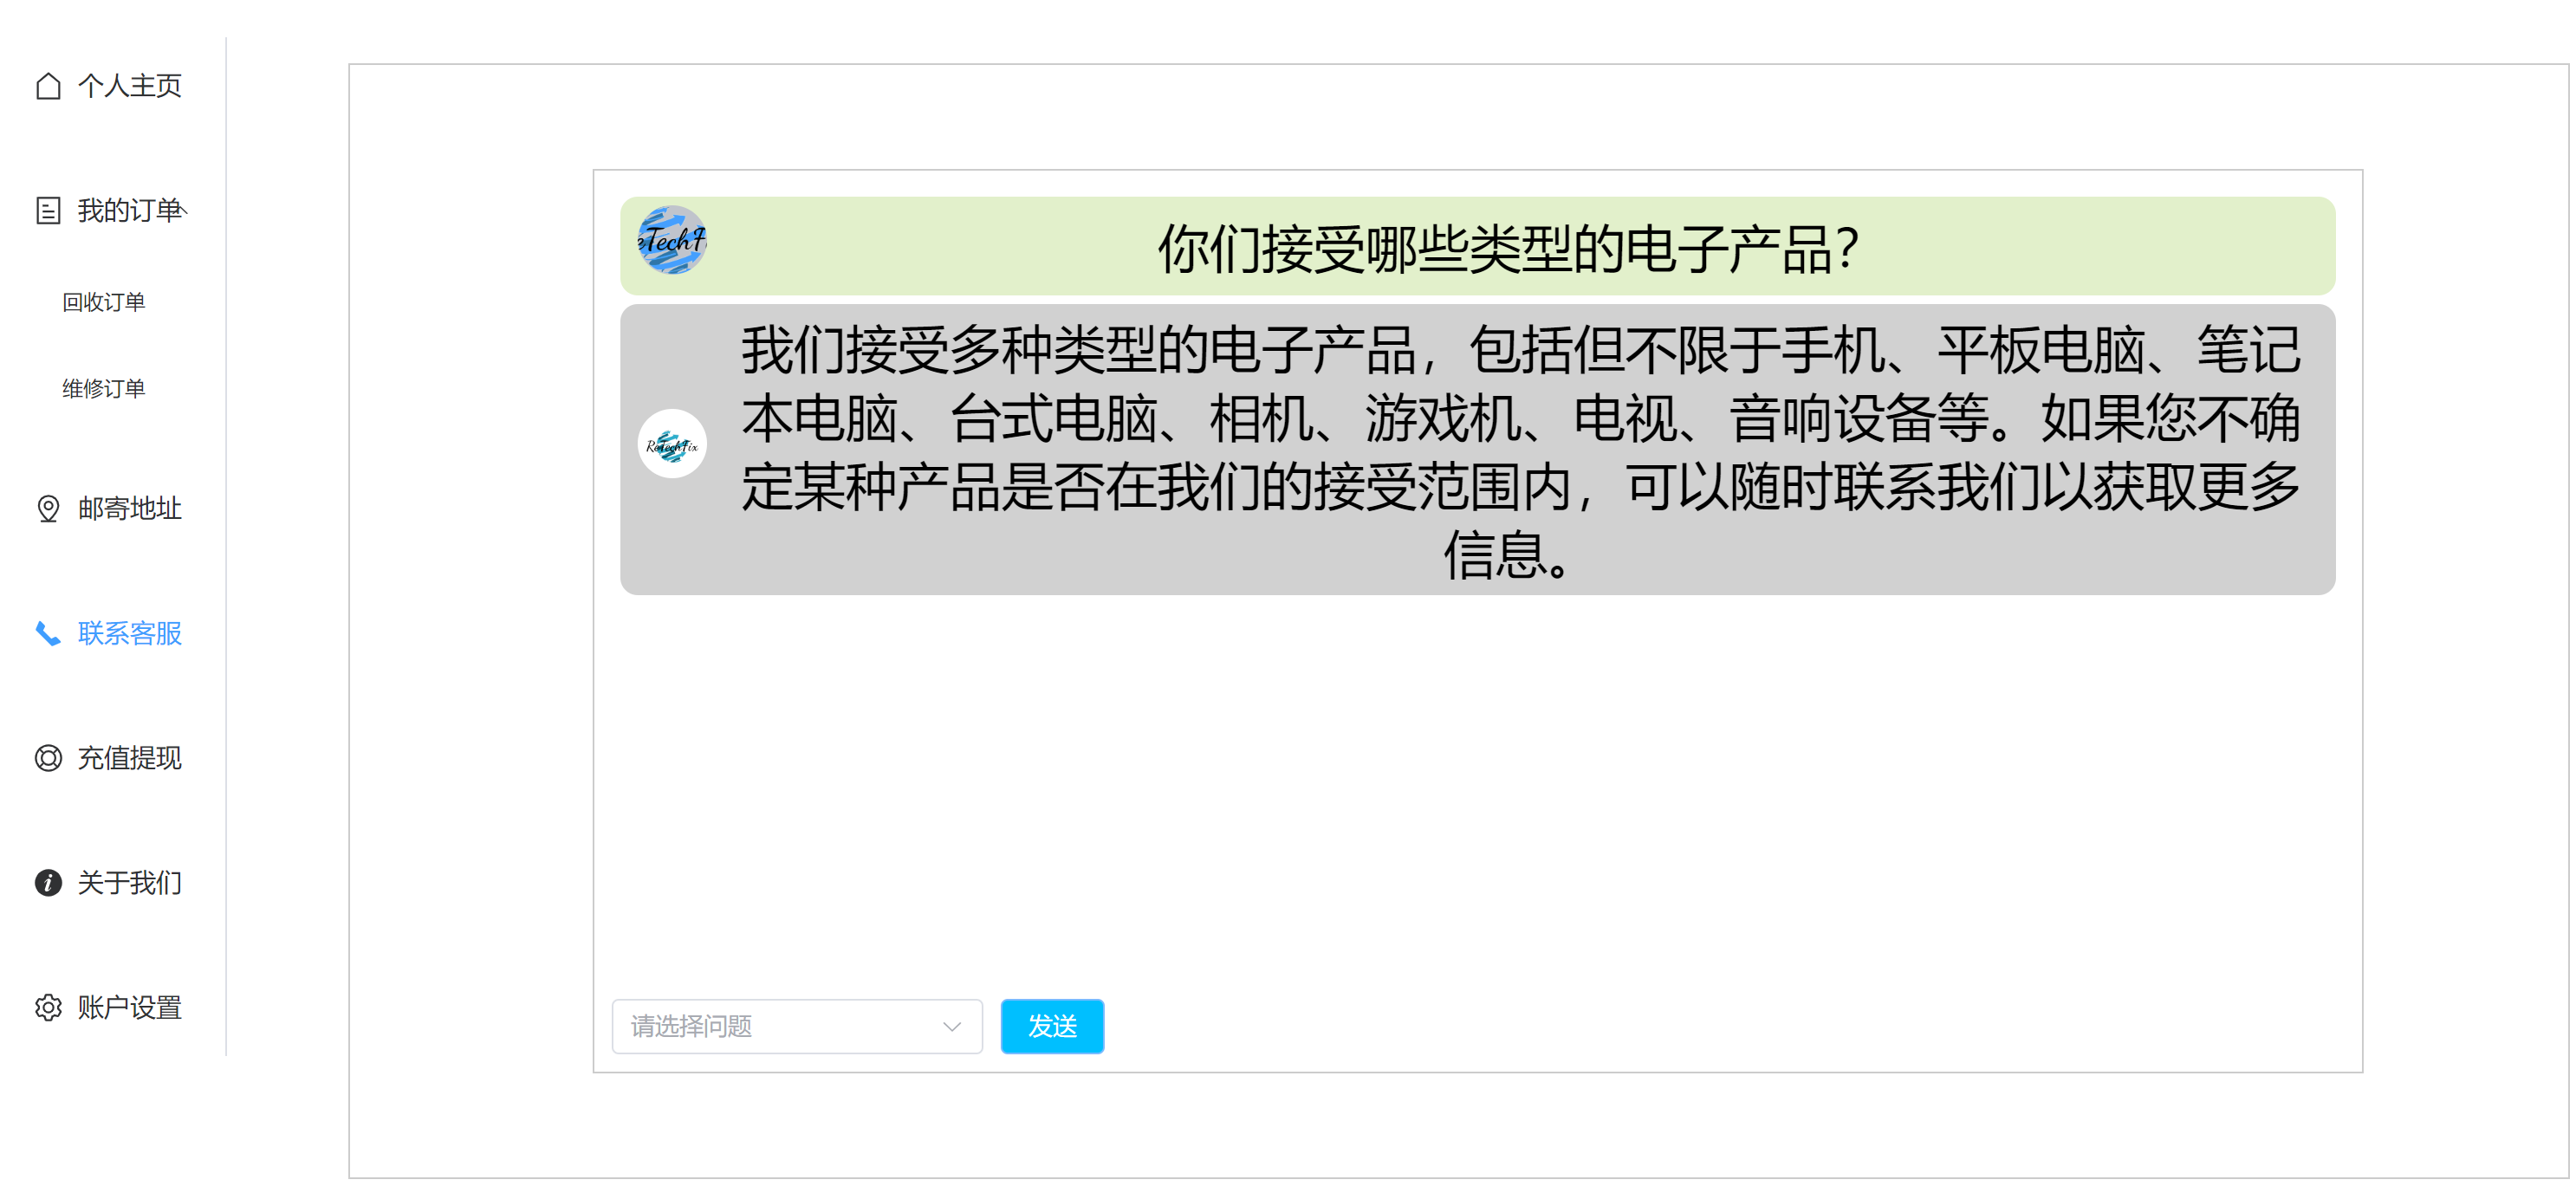 个人主页
我的订单
回收订单
维修订单
邮寄地址
联系客服
充值提现
关于我们
账户设置
eTechF
你们接受哪些类型的电子产品？
ReTechFix
我们接受多种类型的电子产品，包括但不限于手机、平板电脑、笔记
本电脑、台式电脑、相机、游戏机、电视、音响设备等。如果您不确
定某种产品是否在我们的接受范围内，可以随时联系我们以获取更多
信息。
请选择问题
发送